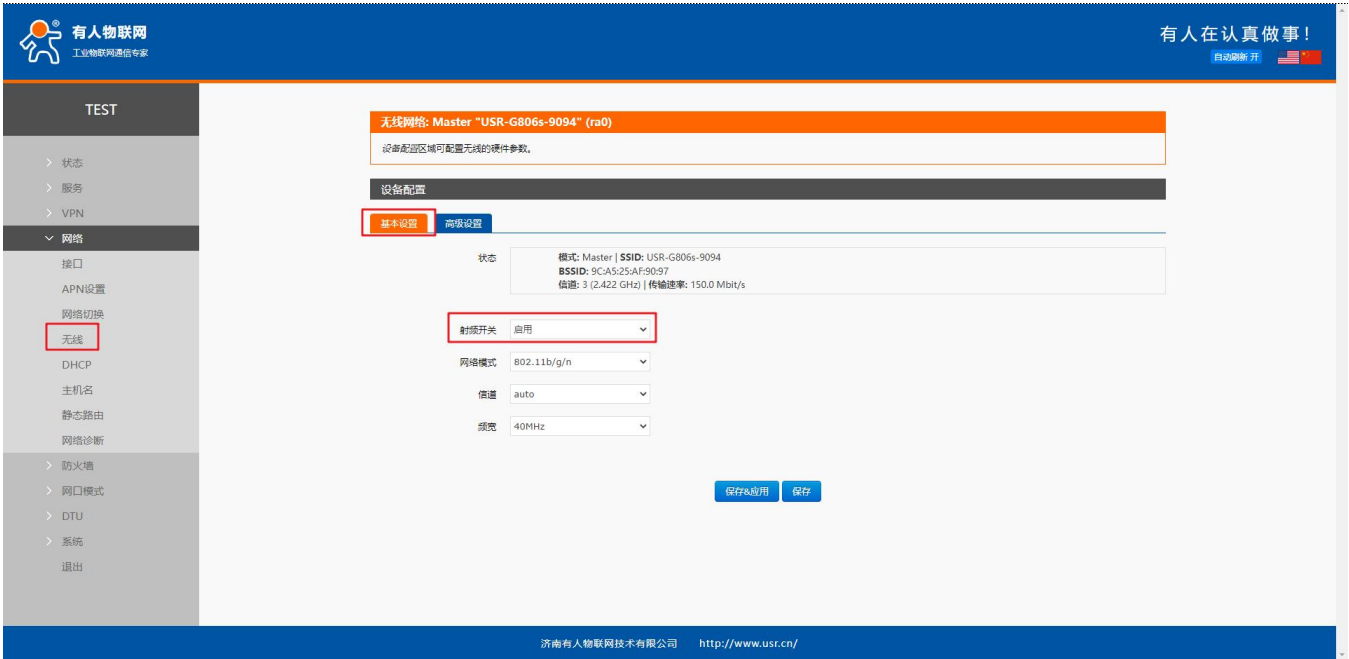 有人物联网
工业物联网通信专家
有人在认真做事!
自动刷新 开
TEST
状态
服务
VPN
网络
接口
APN设置
网络切换
无线
DHCP
主机名
静态路由
网络诊断
防火墙
网口模式
DTU
系统
退出
无线网络: Master "USR-G806s-9094" (ra0)
设备配置区域可配置无线的硬件参数。
设备配置
基本设置 高级设置
状态 模式: Master | SSID: USR-G806s-9094
BSSID: 9C:A5:25:AF:90:97
信道: 3 (2.422 GHz) | 传输速率: 150.0 Mbit/s
射频开关 启用
网络模式 802.11b/g/n
信道 auto
频宽 40MHz
保存&应用 保存
济南有人物联网技术有限公司 http://www.usr.cn/